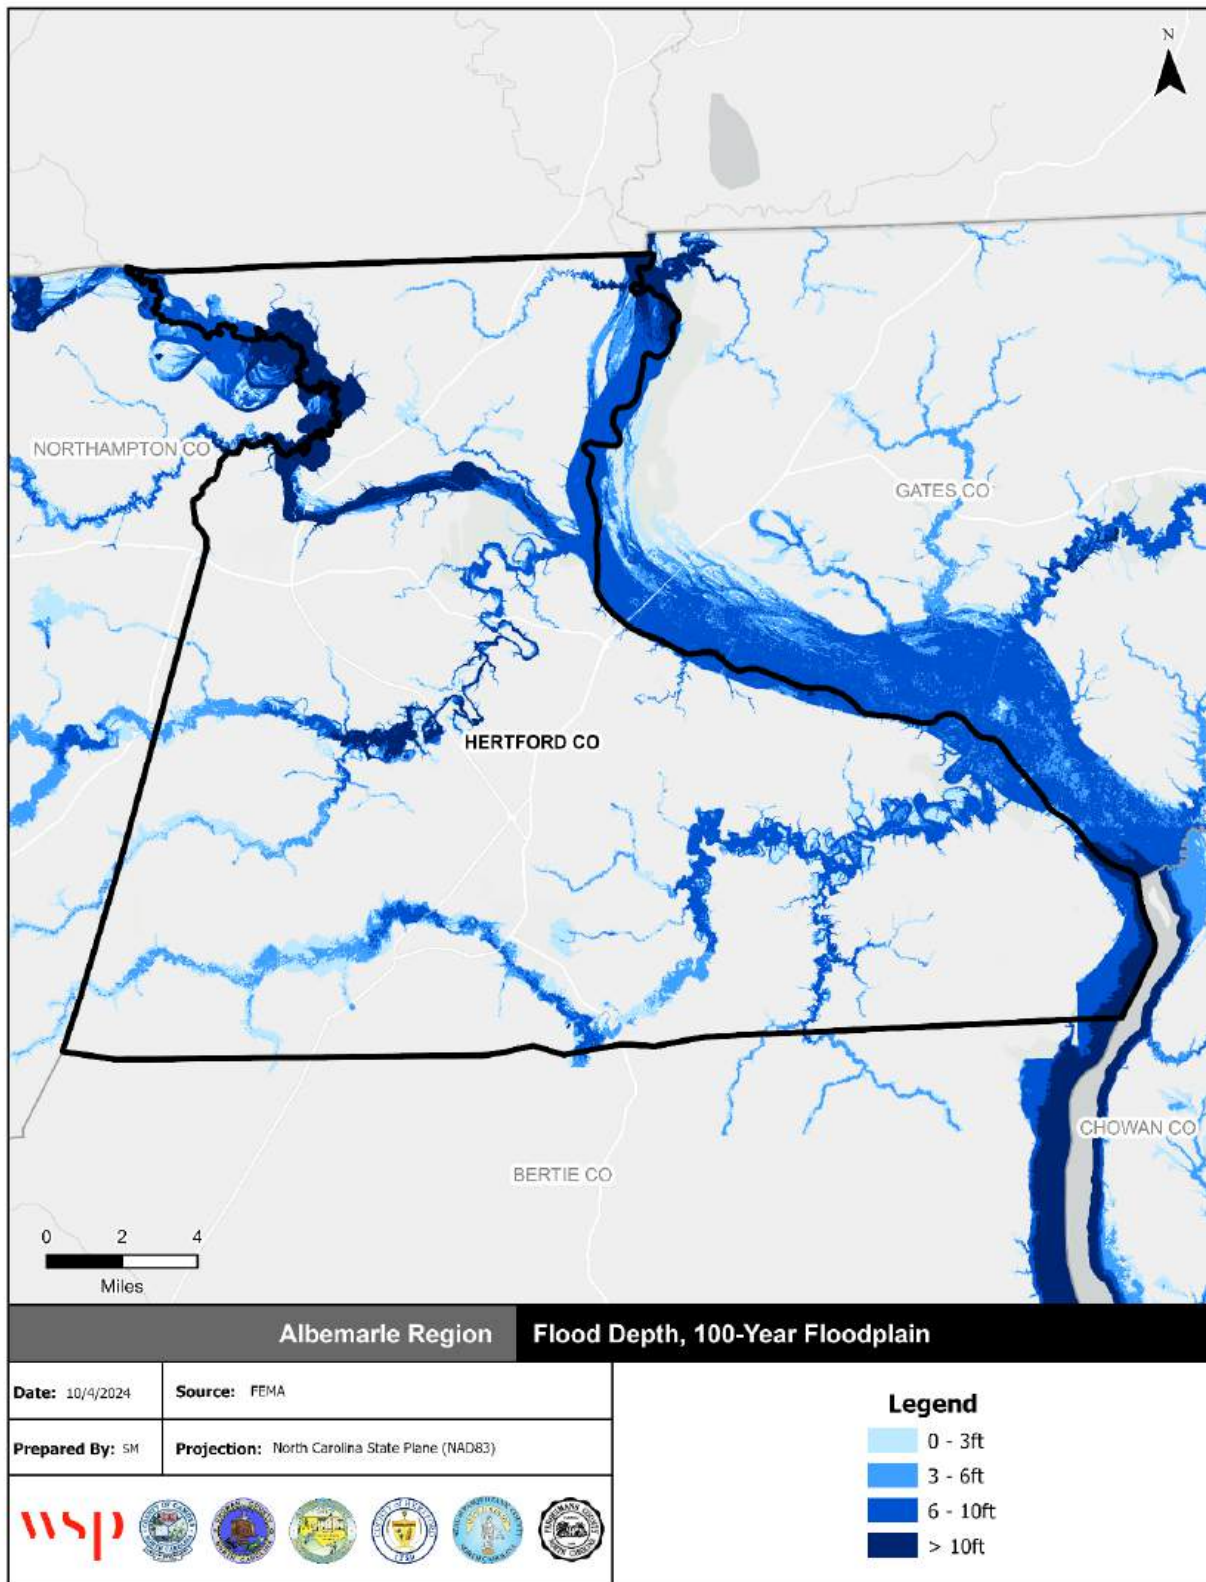 N
NORTHAMPTON CO
GATES CO
HERTFORD CO
CHOWAN CO
BERTIE CO
0 2 4
Miles
Albemarle Region
Flood Depth, 100-Year Floodplain
Date: 10/4/2024
Source: FEMA
Prepared By: SM
Projection: North Carolina State Plane (NAD83)
Legend
0 - 3ft
3 - 6ft
6 - 10ft
> 10ft
wsp